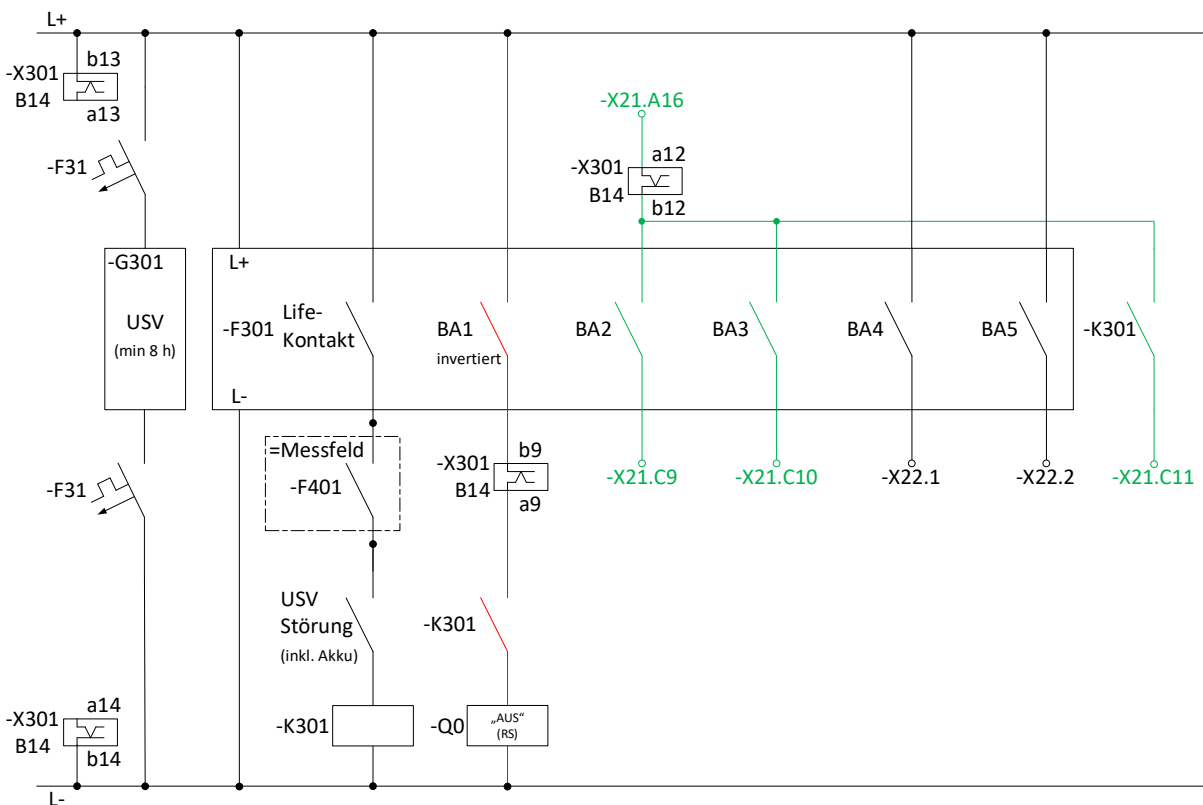 L+
-X301
B14
b13
a13
-F31
-G301
USV
(min 8 h)
-F31
-X301
B14
a14
b14
L-
L+
-F301
L-
Life-
Kontakt
=Messfeld
-F401
USV
Störung
(inkl. Akku)
-K301
BA1
invertiert
-X301
B14
b9
a9
-K301
-Q0
„AUS“
(RS)
-X21.A16
-X301
B14
a12
b12
BA2
-X21.C9
BA3
-X21.C10
BA4
-X22.1
BA5
-X22.2
-K301
-X21.C11